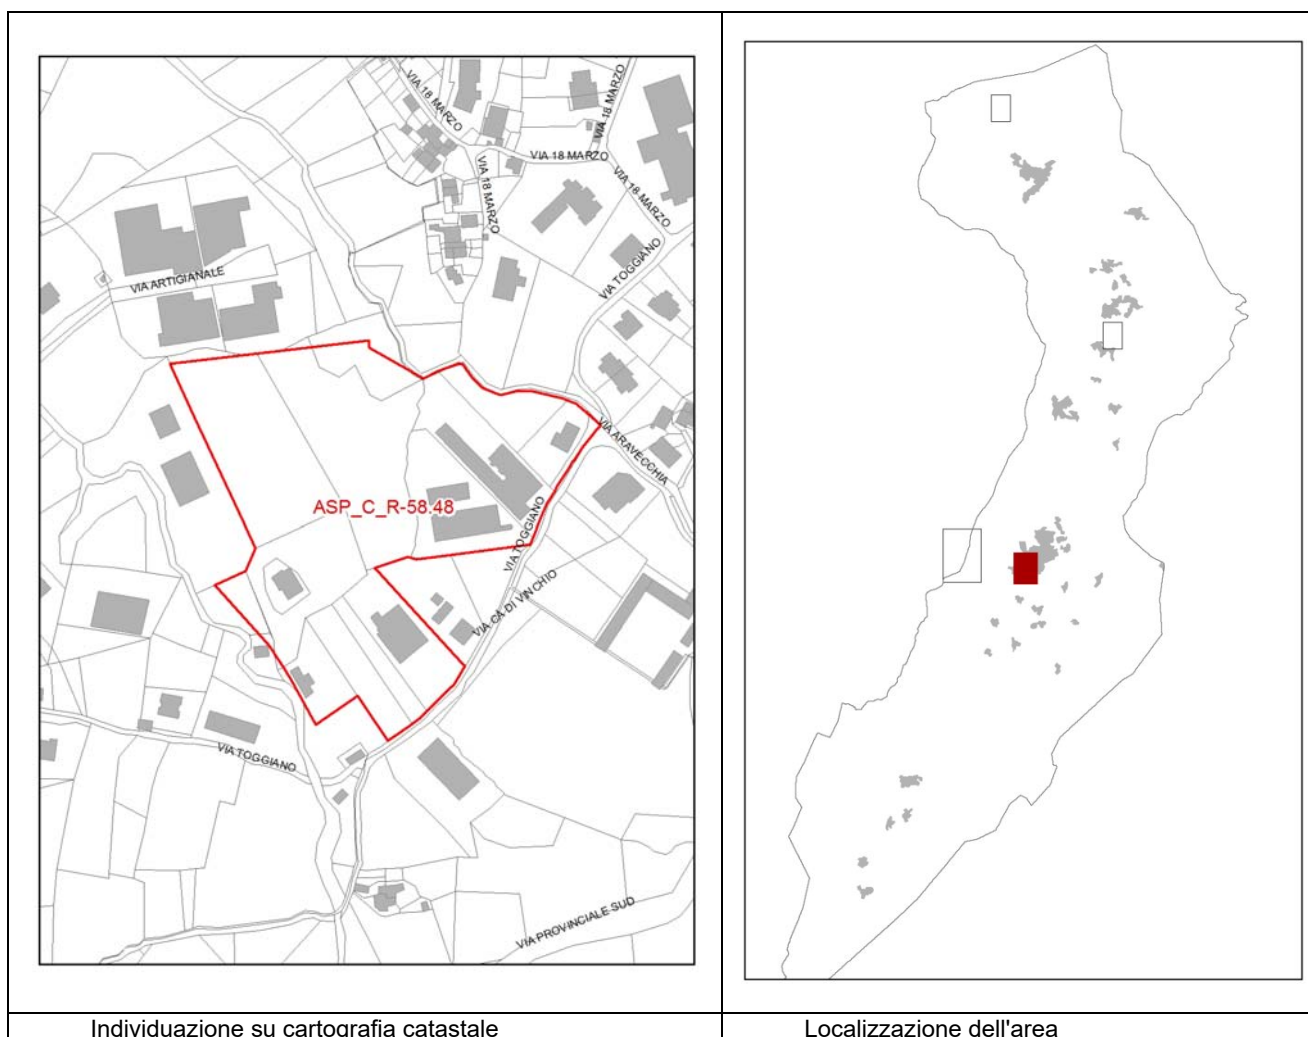 VIA 18 MARZO
VIA 18 MARZO
VIA 18 MARZO
VIA 18 MARZO
VIA 18 MARZO
VIA TOGGIANO
VIA ARTIGIANALE
VIA ARAVECCHIA
ASP_C_R-58.48
VIA TOGGIANO
VIA CÀ DI VINCHIO
VIA TOGGIANO
VIA PROVINCIALE SUD
Individuazione su cartografia catastale
Localizzazione dell'area